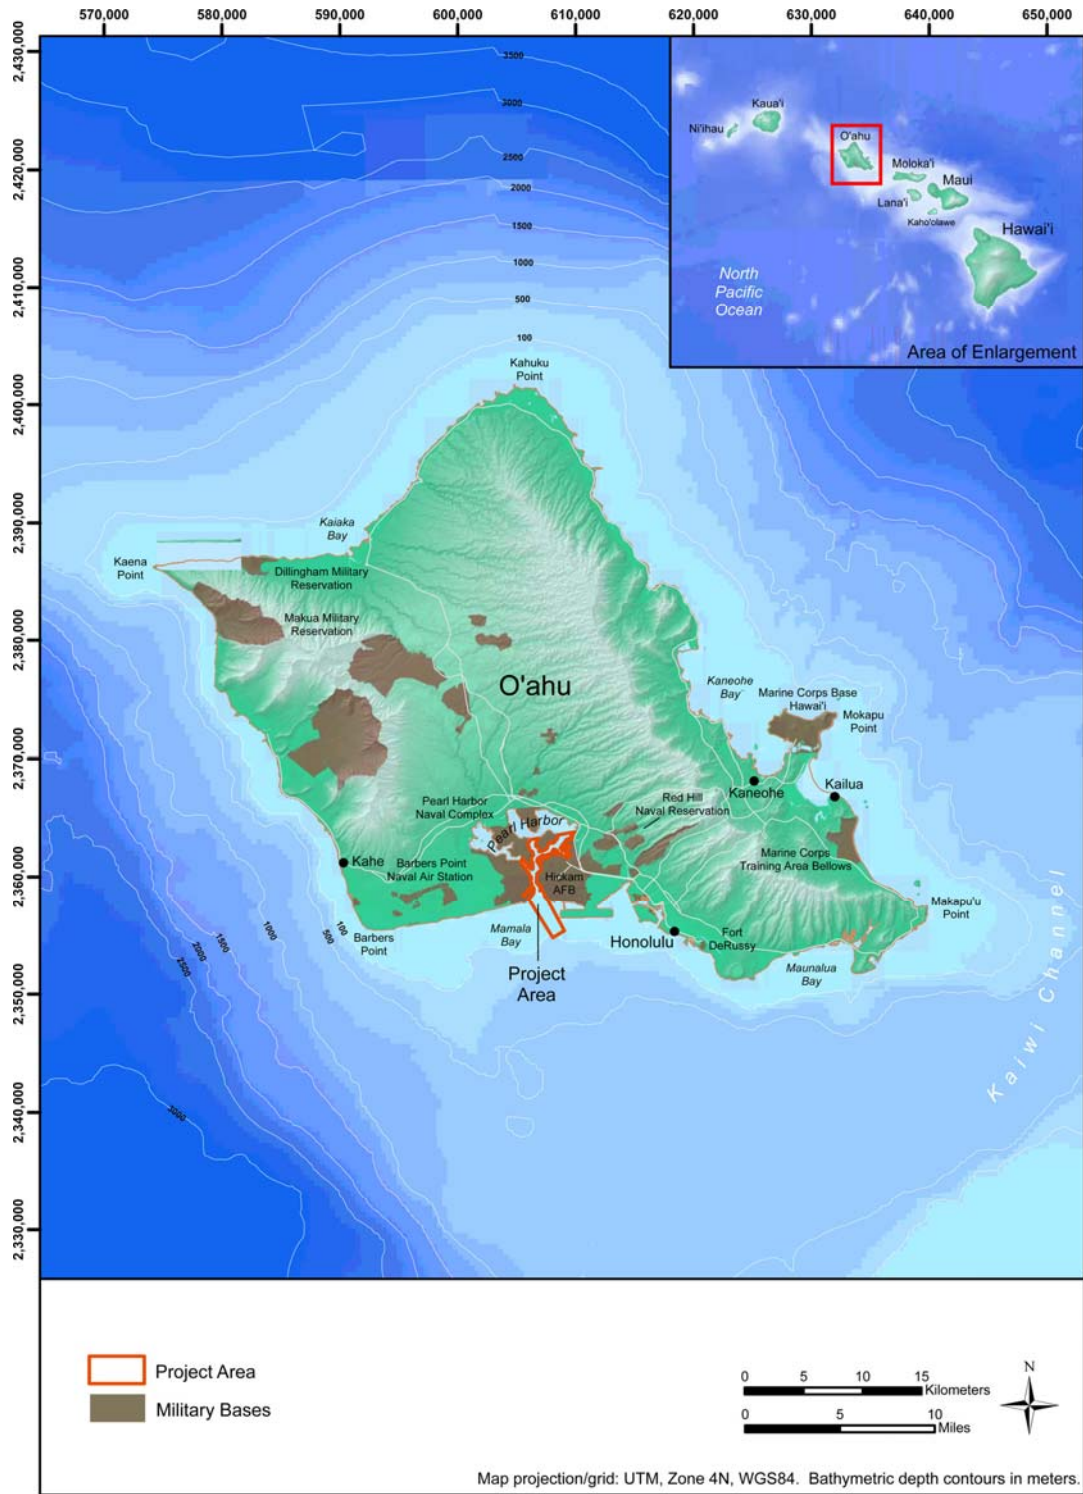 570,000 580,000 590,000 600,000 610,000 620,000 630,000 640,000 650,000
2,430,000
2,420,000
2,410,000
2,400,000
2,390,000
2,380,000
2,370,000
2,360,000
2,350,000
2,340,000
2,330,000
3500
3000
2500
2000
1500
1000
500
100
Kaua'i
Ni'ihau
O'ahu
Moloka'i
Maui
Lana'i
Kaho'olawe
Hawai'i
North
Pacific
Ocean
Area of Enlargement
Kahuku
Point
Kaiaka
Bay
Kaena
Point
Dillingham Military
Reservation
Makua Military
Reservation
O'ahu
Kaneohe
Bay
Marine Corps Base
Hawai'i
Mokapu
Point
Kaneohe
Kailua
Red Hill
Naval Reservation
Pearl Harbor
Naval Complex
Pearl Harbor
Kahe
Barbers Point
Naval Air Station
Hickam
AFB
Marine Corps
Training Area Bellows
Makapu'u
Point
Barbers
Point
Mamala
Bay
Honolulu
Fort
DeRussy
Maunalua
Bay
Project
Area
Kaiwi Channel
100
500
1000
1500
2000
2500
3000
Project Area
Military Bases
0 5 10 15
Kilometers
0 5 10
Miles
N
Map projection/grid: UTM, Zone 4N, WGS84. Bathymetric depth contours in meters.